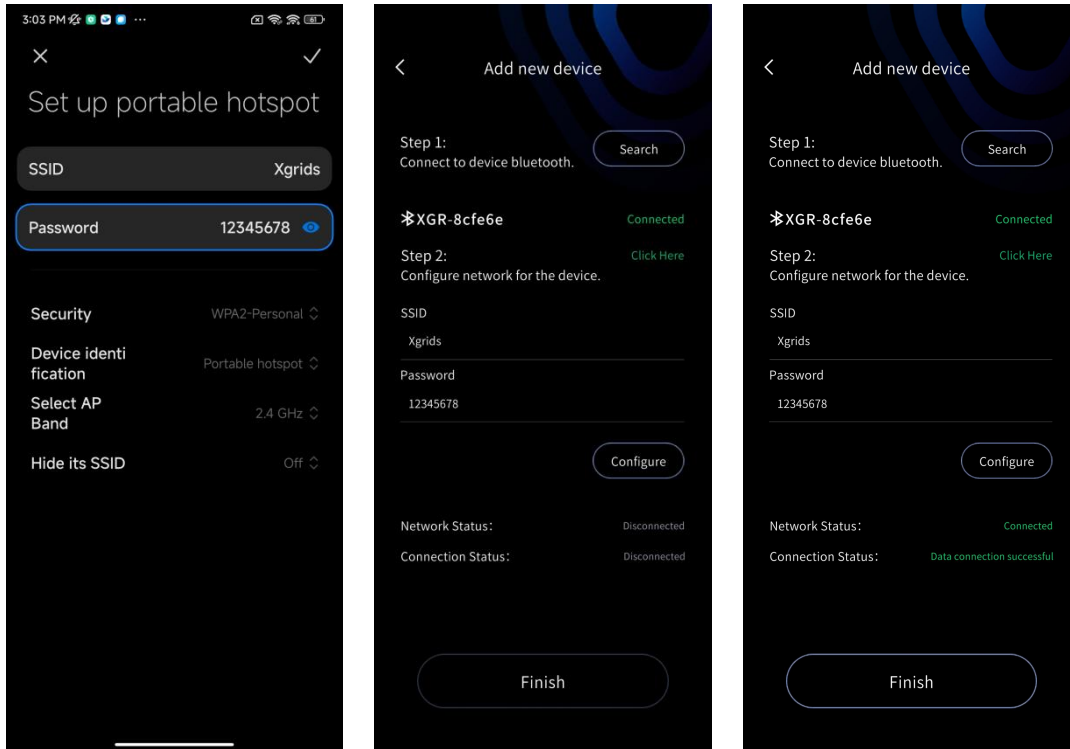 3:03 PM
61
Set up portable hotspot
SSID Xgrids
Password 12345678
Security WPA2-Personal
Device identi
fication
Portable hotspot
Select AP
Band
2.4 GHz
Hide its SSID Off
Add new device
Step 1:
Connect to device bluetooth.
Search
XGR-8cfe6e Connected
Step 2: Click Here
Configure network for the device.
SSID
Xgrids
Password
12345678
Configure
Network Status: Disconnected
Connection Status: Disconnected
Finish
Add new device
Step 1:
Connect to device bluetooth.
Search
XGR-8cfe6e Connected
Step 2: Click Here
Configure network for the device.
SSID
Xgrids
Password
12345678
Configure
Network Status: Connected
Connection Status: Data connection successful
Finish